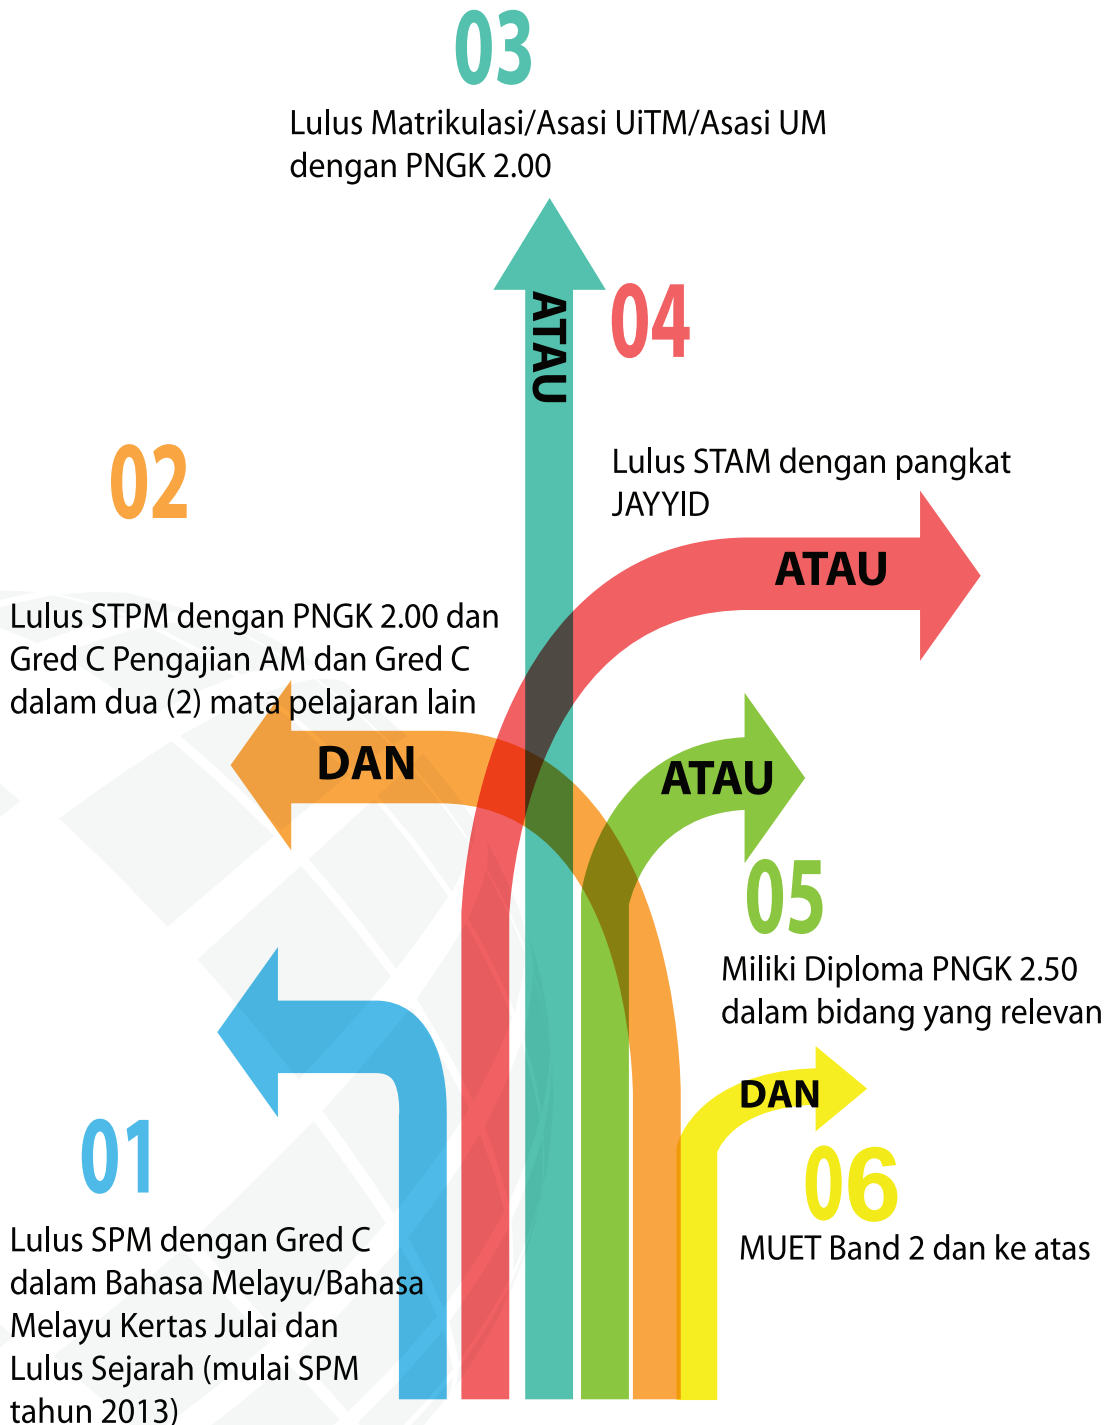 03
Lulus Matrikulasi/Asasi UiTM/Asasi UM
dengan PNGK 2.00
ATAU
04
Lulus STAM dengan pangkat
JAYYID
ATAU
02
Lulus STPM dengan PNGK 2.00 dan
Gred C Pengajian AM dan Gred C
dalam dua (2) mata pelajaran lain
DAN
ATAU
05
Miliki Diploma PNGK 2.50
dalam bidang yang relevan
DAN
06
MUET Band 2 dan ke atas
01
Lulus SPM dengan Gred C
dalam Bahasa Melayu/Bahasa
Melayu Kertas Julai dan
Lulus Sejarah (mulai SPM
tahun 2013)